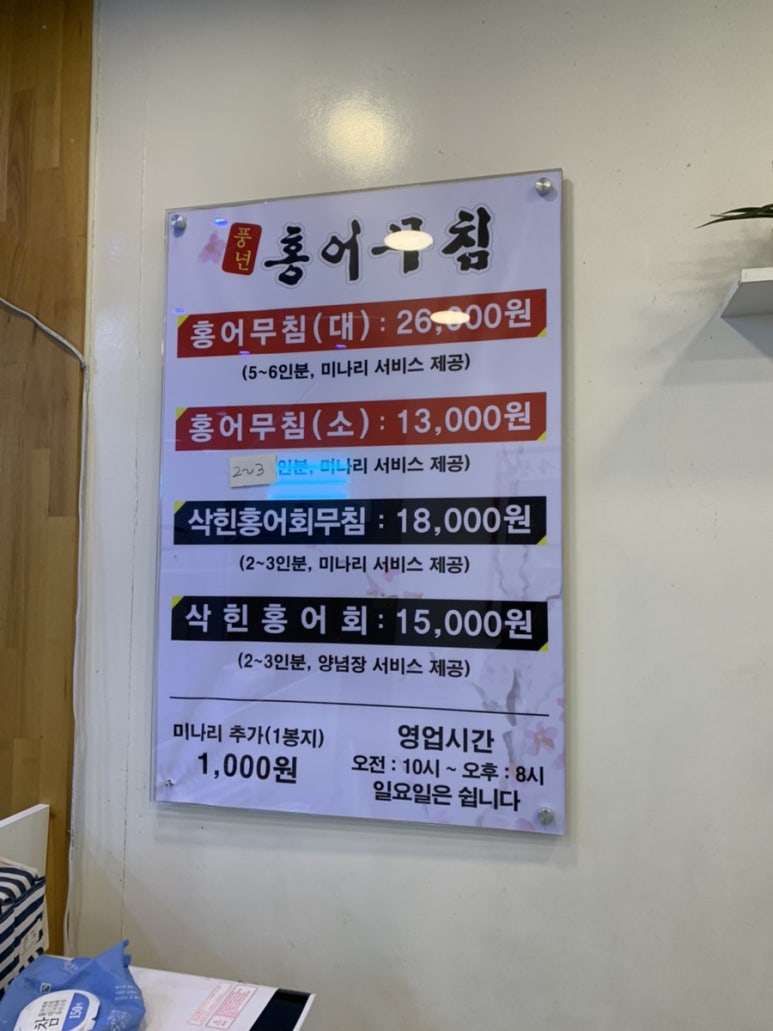 풍년
홍어무침
홍어무침(대) : 26,000원
(5~6인분, 미나리 서비스 제공)
홍어무침(소) : 13,000원
2~3인분, 미나리 서비스 제공)
삭힌홍어회무침 : 18,000원
(2~3인분, 미나리 서비스 제공)
삭힌홍어회 : 15,000원
(2~3인분, 양념장 서비스 제공)
미나리 추가(1봉지)
1,000원
영업시간
오전 : 10시 ~ 오후 : 8시
일요일은 쉽니다
참
150